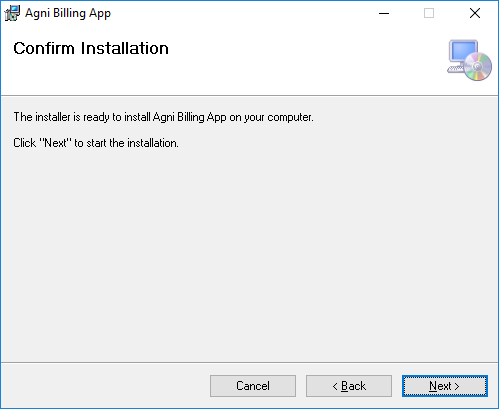 Agni Billing App
Confirm Installation
The installer is ready to install Agni Billing App on your computer.
Click "Next" to start the installation.
Cancel
< Back
Next >